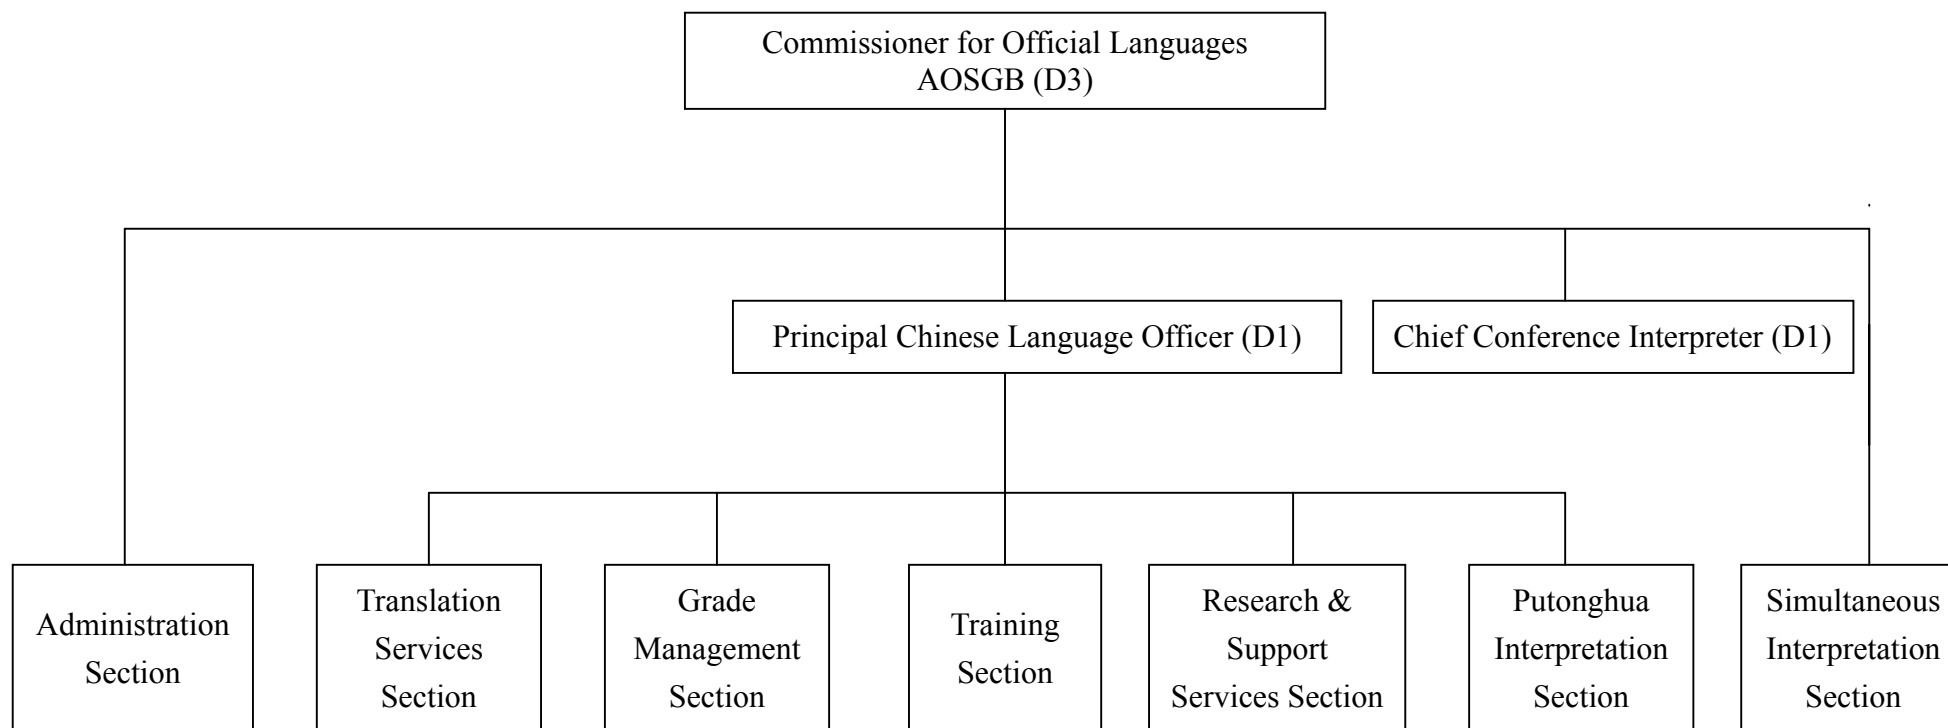 Commissioner for Official Languages
AOSGB (D3)
Principal Chinese Language Officer (D1)
Chief Conference Interpreter (D1)
Administration
Section
Translation
Services
Section
Grade
Management
Section
Training
Section
Research &
Support
Services Section
Putonghua
Interpretation
Section
Simultaneous
Interpretation
Section